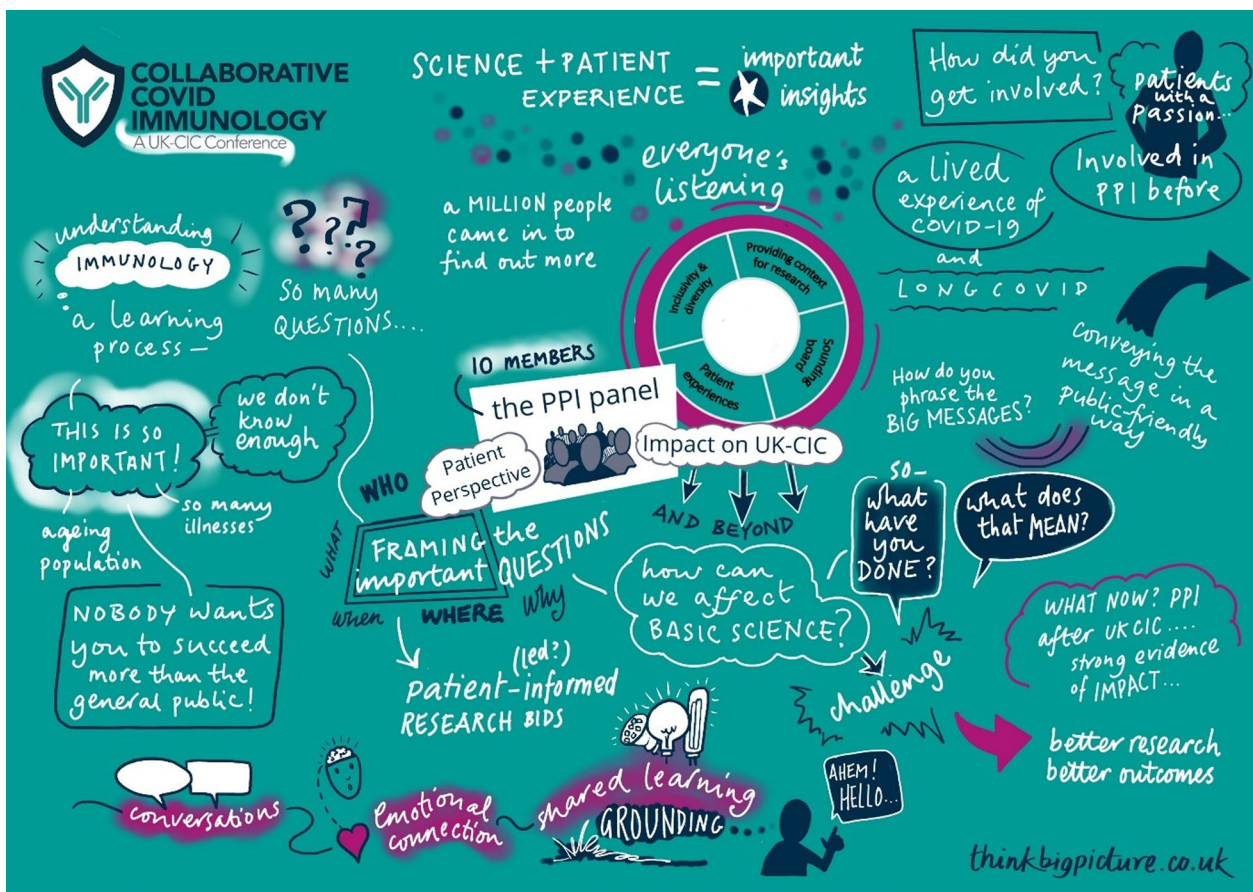 COLLABORATIVE
COVID
IMMUNOLOGY
A UK-CIC Conference
SCIENCE + PATIENT
EXPERIENCE
=
important
insights
How did you
get involved?
patients
with a
PASSION...
everyone's
listening
a lived
experience of
COVID-19
Involved in
PPI before
and
LONG COVID
a MILLION people
came in to
find out more
understanding
IMMUNOLOGY
a learning
process —
? ? ? ?
So many
QUESTIONS....
Inclusivity &
diversity
Providing context
for research
Sounding
board
Patient
experiences
10 MEMBERS
the PPI panel
Patient
Perspective
Impact on UK-CIC
AND BEYOND
How do you
phrase the
BIG MESSAGES?
conveying the
message in a
public-friendly
way
THIS IS SO
IMPORTANT!
we don't
know
enough
ageing
population
so many
illnesses
NOBODY wants
you to succeed
more than the
general public!
WHO
WHAT
FRAMING the
important QUESTIONS
when
WHERE
why
(led?)
patient-informed
RESEARCH BIDS
how can
we affect
BASIC SCIENCE?
so-
what
have
you
DONE?
what does
that MEAN?
challenge
WHAT NOW? PPI
after UKCIC....
strong evidence
of IMPACT...
better research
better outcomes
conversations
emotional
connection
shared learning
GROUNDING
AHEM!
HELLO...
thinkbigpicture.co.uk